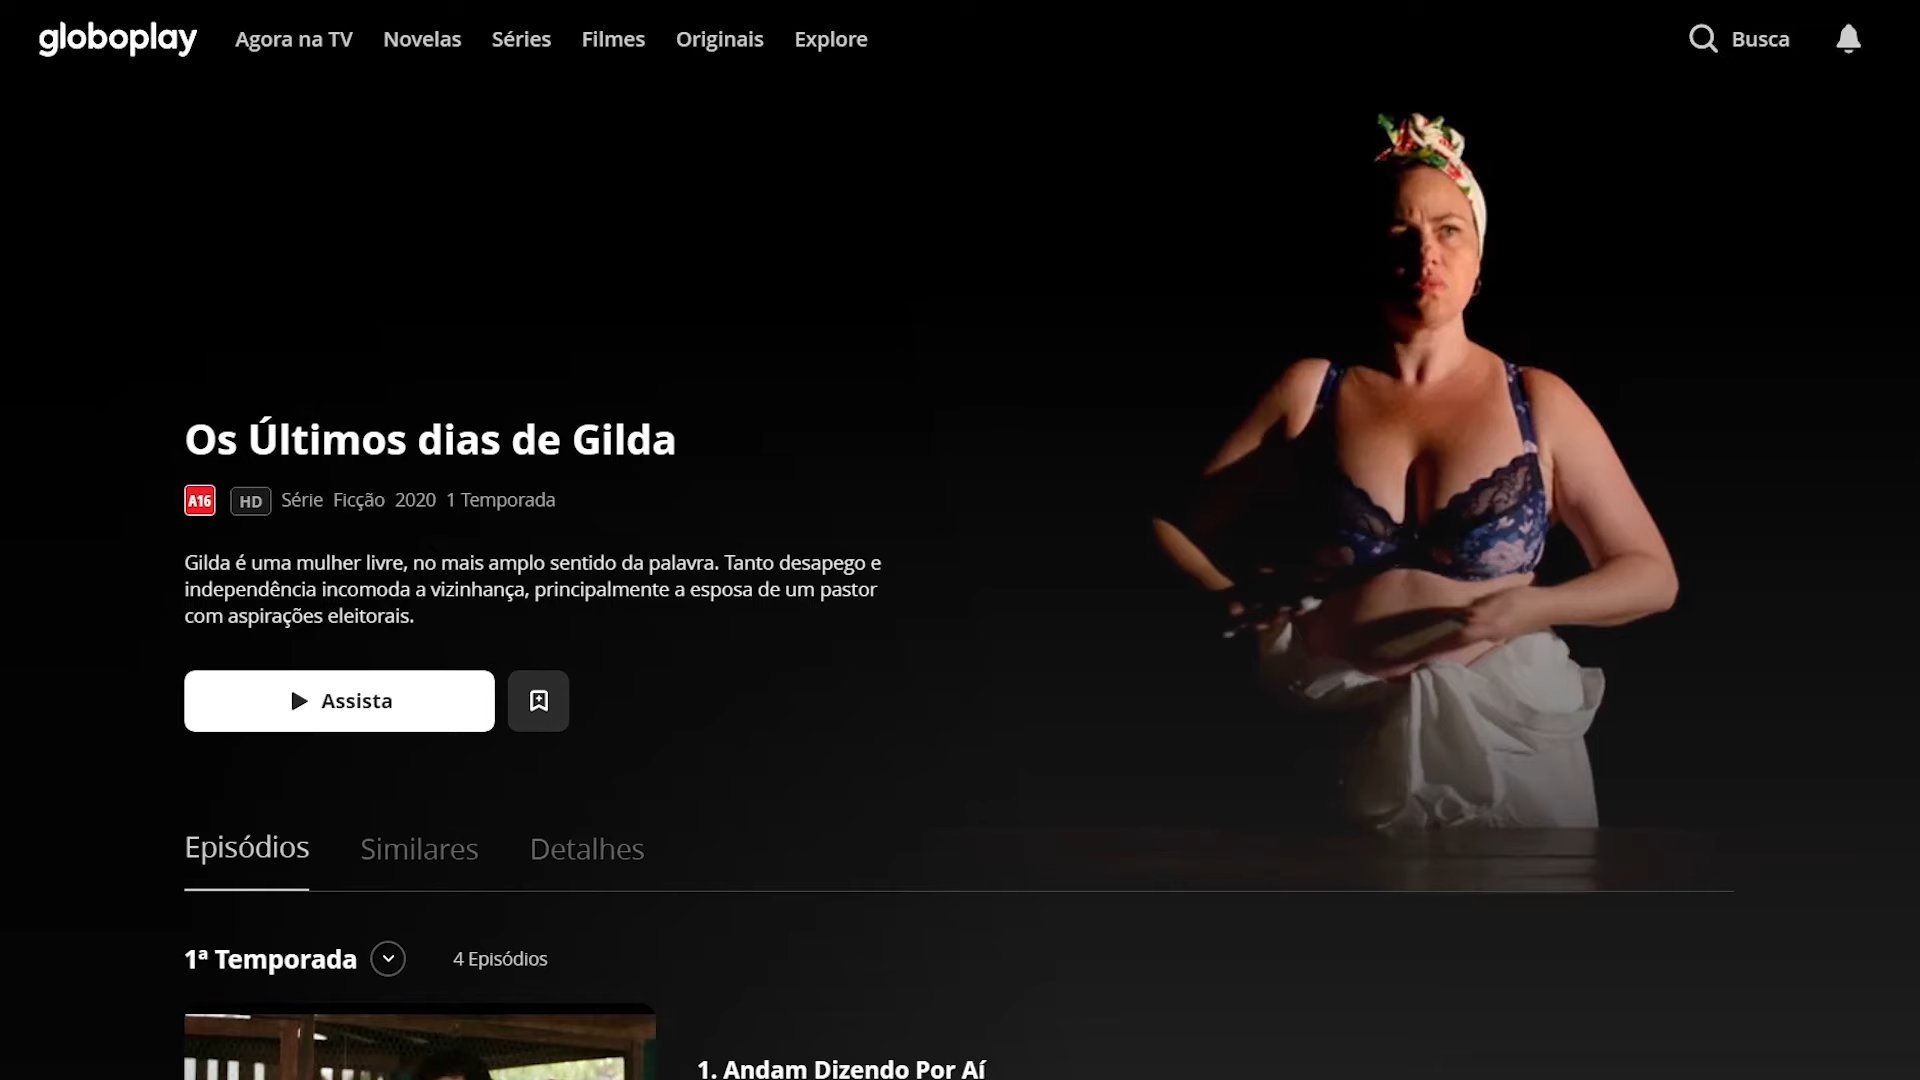 globoplay Agora na TV Novelas Séries Filmes Originais Explore Busca
Os Últimos dias de Gilda
A16 HD Série Ficção 2020 1 Temporada
Gilda é uma mulher livre, no mais amplo sentido da palavra. Tanto desapego e
independência incomoda a vizinhança, principalmente a esposa de um pastor
com aspirações eleitorais.
Assista
Episódios Similares Detalhes
1ª Temporada 4 Episódios
1. Andam Dizendo Por Aí